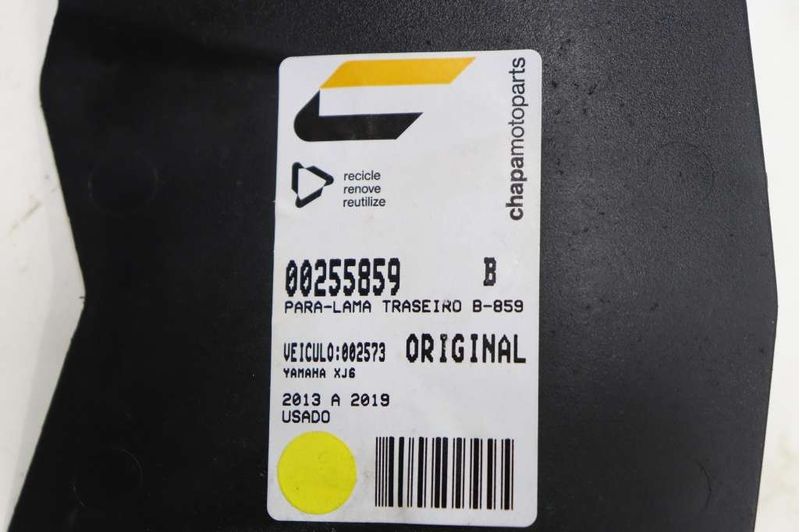 chapamotoparts
recicle
renove
reutilize
00255859 B
PARA-LAMA TRASEIRO B-859
VEICULO:002573 ORIGINAL
YAMAHA XJ6
2013 A 2019
USADO